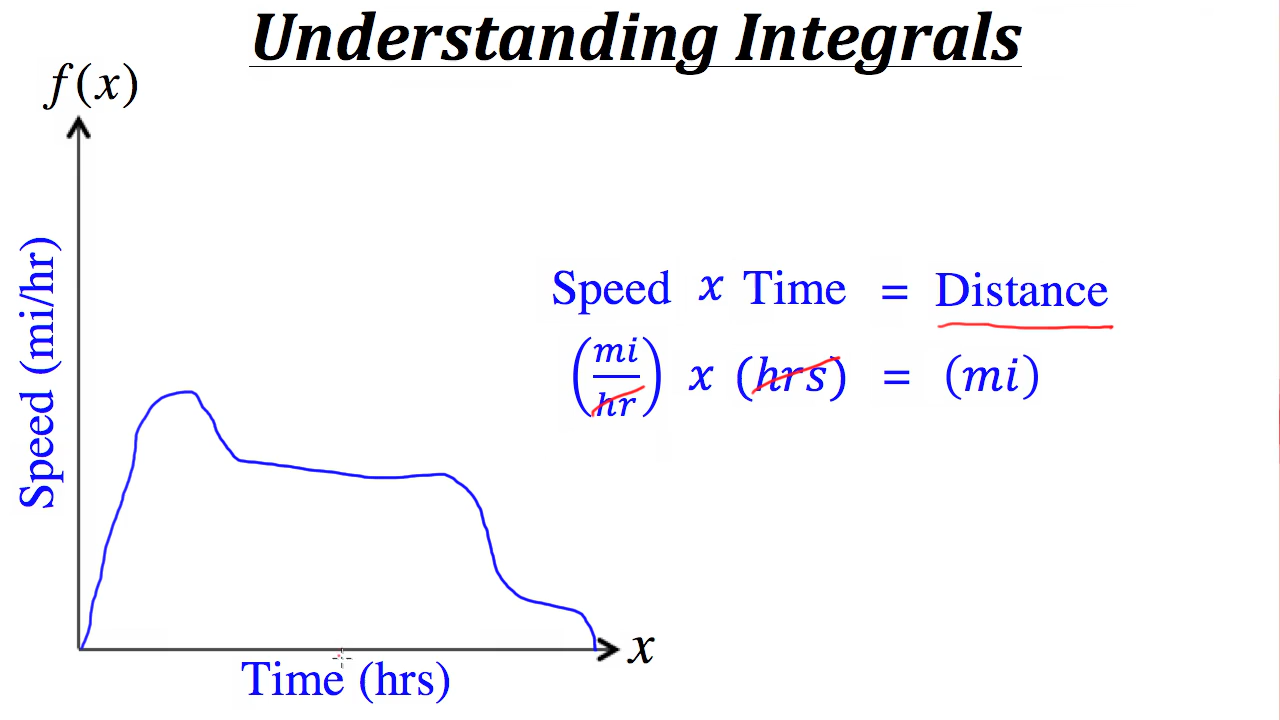 Understanding Integrals
f(x)
Speed (mi/hr)
Speed x Time = Distance
(mi/hr) x (hrs) = (mi)
x
Time (hrs)